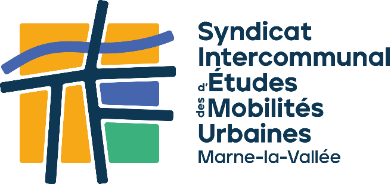 Syndicat
Intercommunal
d'Études
des Mobilités
Urbaines
Marne-la-Vallée